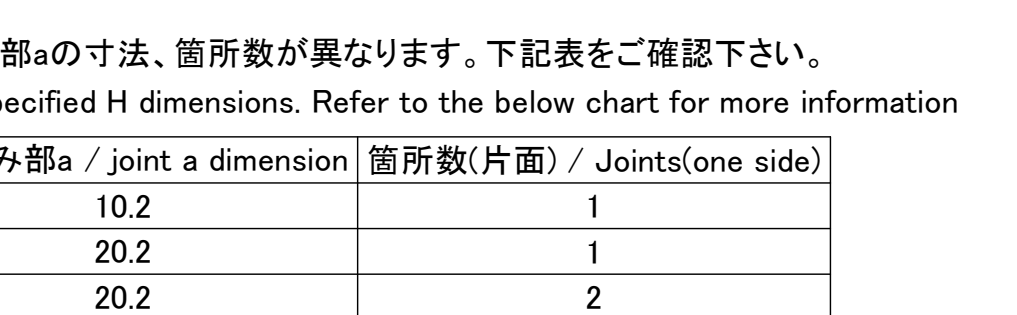 部aの寸法、箇所数が異なります。下記表をご確認下さい。
pecified H dimensions. Refer to the below chart for more information
み部a / joint a dimension 箇所数(片面) / Joints(one side)
10.2 1
20.2 1
20.2 2